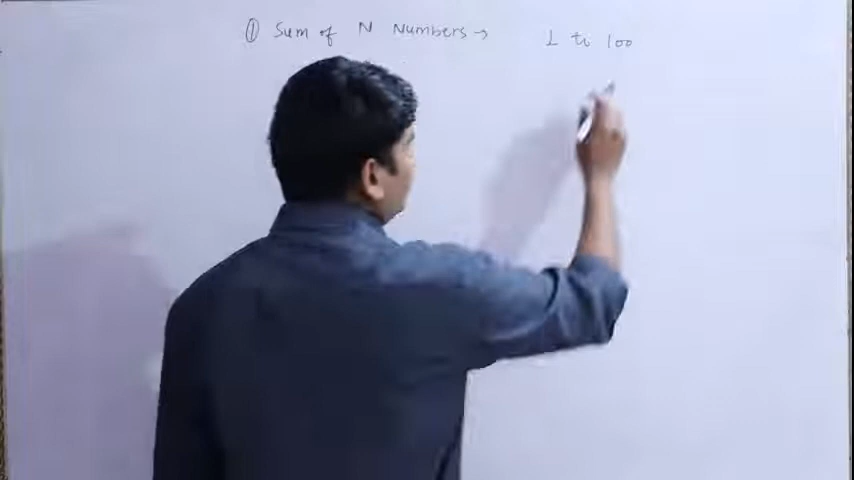 ① Sum of N Numbers → 1 to 100